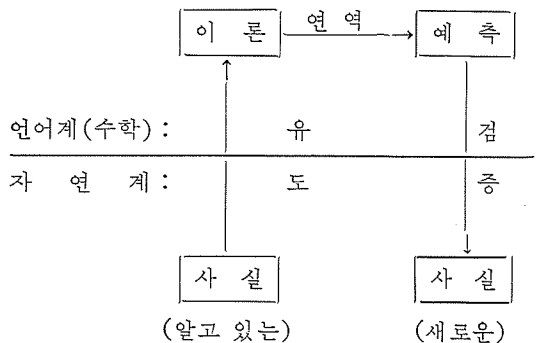 이 론 연 역 예 측
언어계(수학) : 유 검
자 연 계 : 도 증
사 실 사 실
(알고 있는) (새로운)